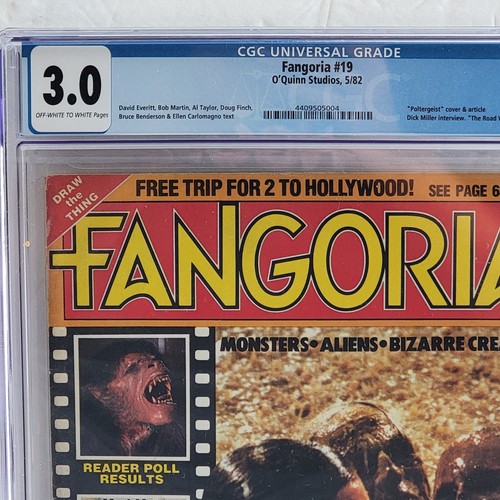 CGC UNIVERSAL GRADE
3.0
OFF-WHITE TO WHITE Pages
Fangoria #19
O'Quinn Studios, 5/82
David Everitt, Bob Martin, Al Taylor, Doug Finch,
Bruce Benderson & Ellen Carlomagno text
4409505004
"Poltergeist" cover & article
Dick Miller interview. "The Road
DRAW
the
THING
FREE TRIP FOR 2 TO HOLLYWOOD! SEE PAGE 6
FANGORIA
MONSTERS•ALIENS•BIZARRE CREA
READER POLL
RESULTS